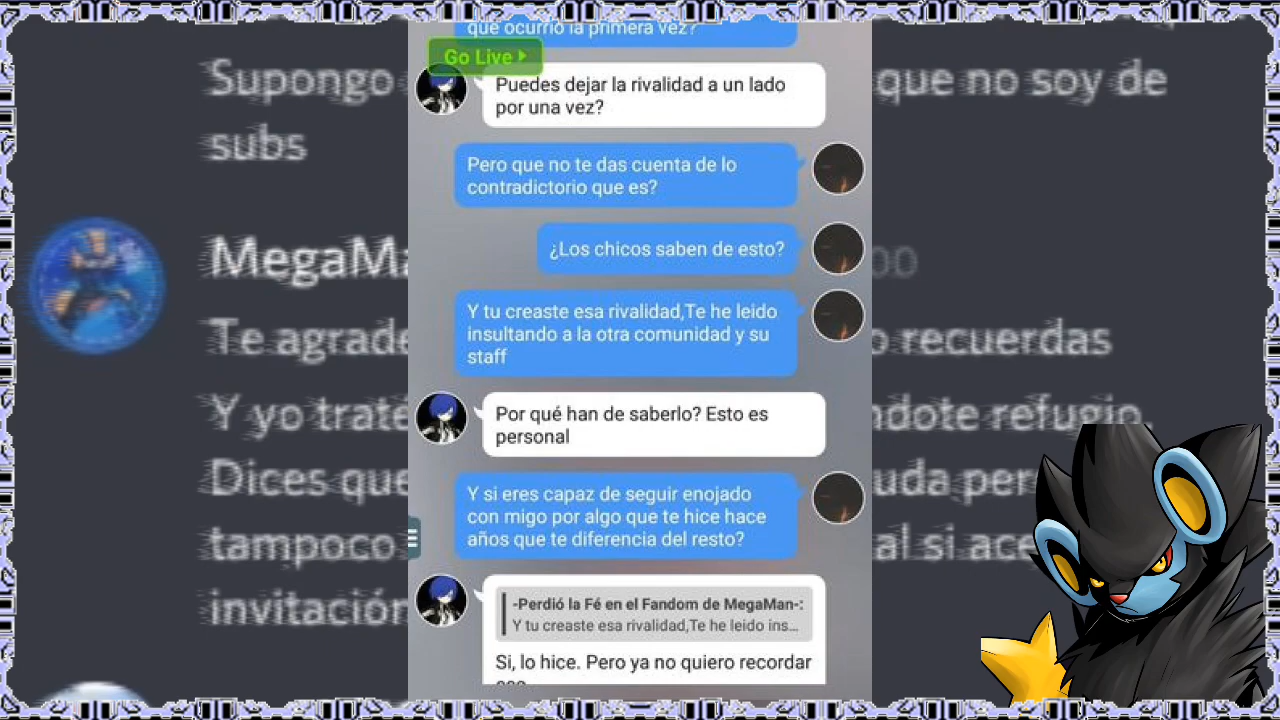 que ocurrió la primera vez?
Go Live
Puedes dejar la rivalidad a un lado
por una vez?
Pero que no te das cuenta de lo
contradictorio que es?
¿Los chicos saben de esto?
Y tu creaste esa rivalidad,Te he leido
insultando a la otra comunidad y su
staff
Por qué han de saberlo? Esto es
personal
Y si eres capaz de seguir enojado
con migo por algo que te hice hace
años que te diferencia del resto?
-Perdió la Fé en el Fandom de MegaMan-:
Y tu creaste esa rivalidad,Te he leido ins...
Si, lo hice. Pero ya no quiero recordar
Supongo que no soy de
subs
MegaMa
Te agrade recuerdas
Y yo trate ndote refugio.
Dices que uda per
tampoco al si ace
invitación